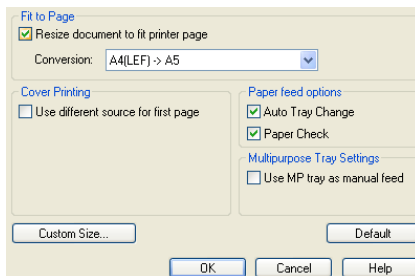 Fit to Page
Resize document to fit printer page
Conversion: A4(LEF) -> A5
Cover Printing
Use different source for first page
Paper feed options
Auto Tray Change
Paper Check
Multipurpose Tray Settings
Use MP tray as manual feed
Custom Size... Default
OK Cancel Help